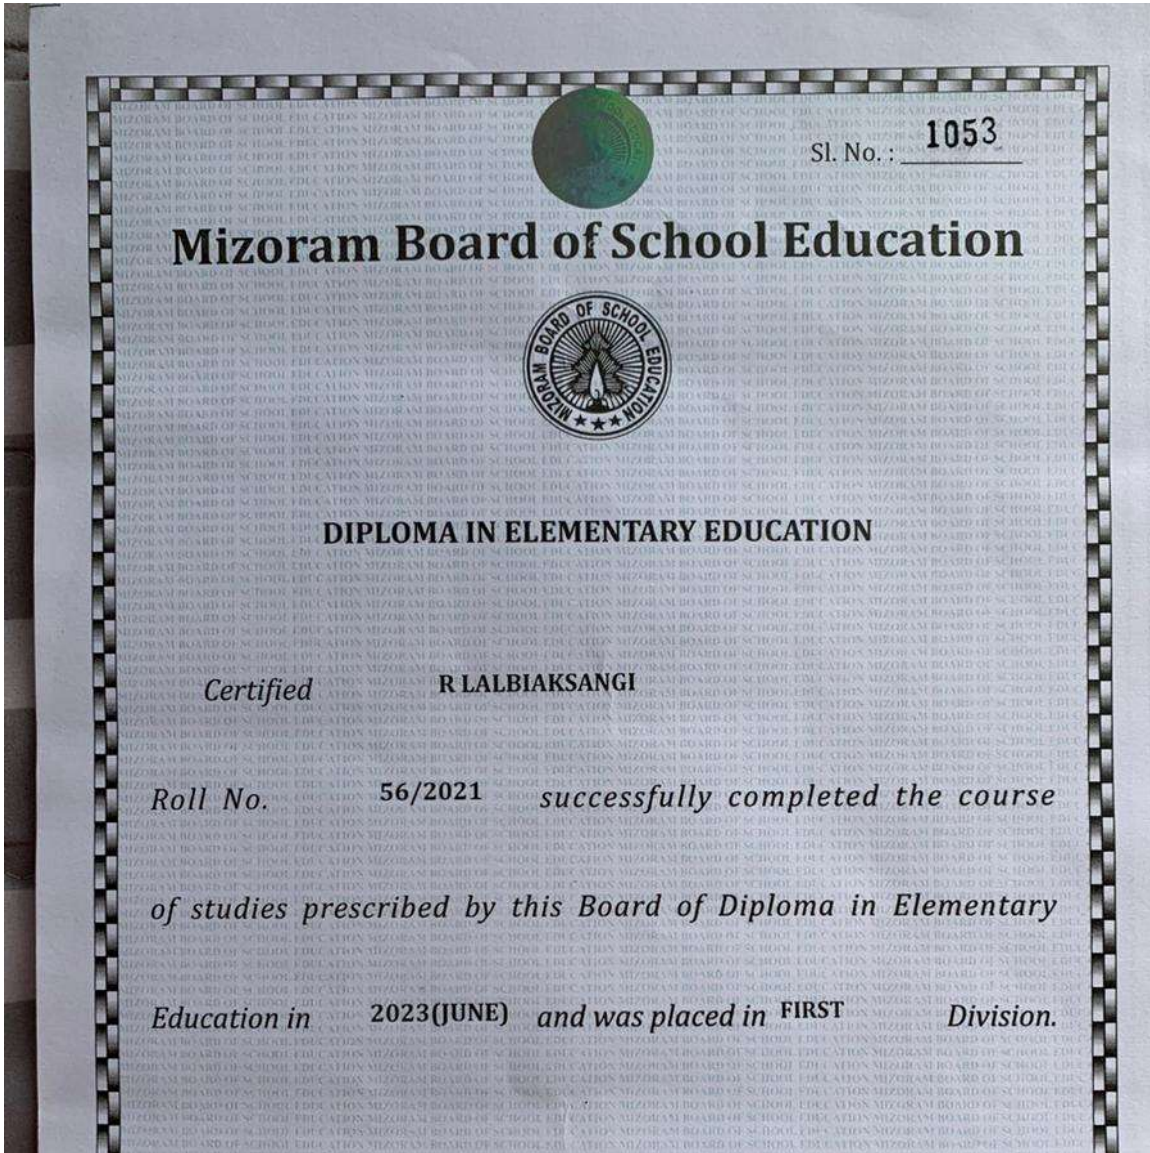 Sl. No. : 1053
Mizoram Board of School Education
MIZORAM BOARD OF SCHOOL EDUCATION
DIPLOMA IN ELEMENTARY EDUCATION
Certified R LALBIAKSANGI
Roll No. 56/2021 successfully completed the course
of studies prescribed by this Board of Diploma in Elementary
Education in 2023(JUNE) and was placed in FIRST Division.